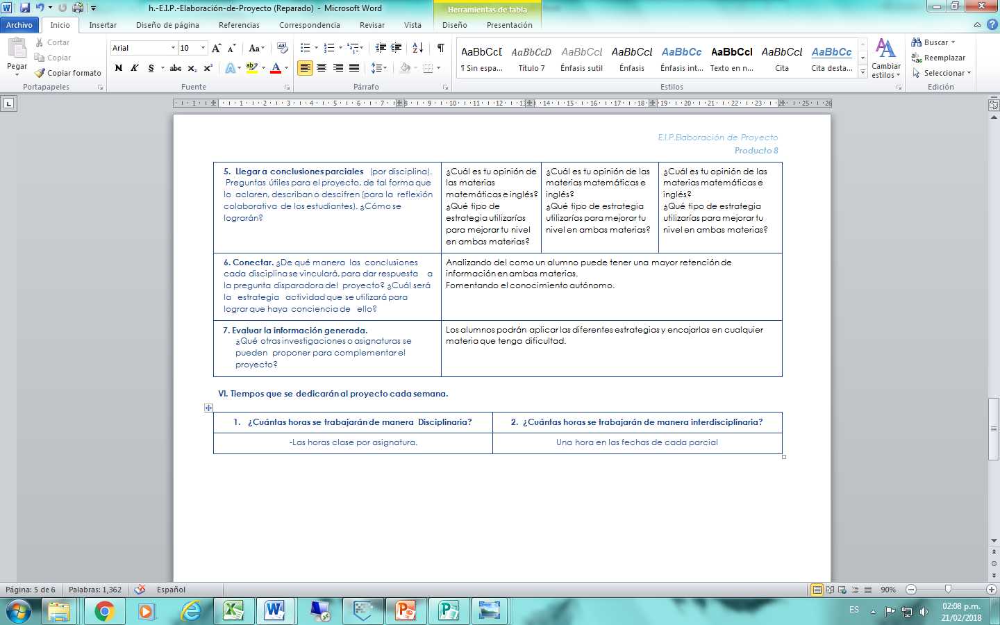 h.-E.I.P.-Elaboración-de-Proyecto (Reparado) - Microsoft Word
Herramientas de tabla
Archivo Inicio Insertar Diseño de página Referencias Correspondencia Revisar Vista Diseño Presentación
Pegar
Cortar
Copiar
Copiar formato
Portapapeles
Arial 10
N K S abc x₂ x²
Fuente
Párrafo
AaBbCcI AaBbCcD AaBbCcL AaBbCcL AaBbCc AaBbCcI AaBbCcL AaBbCc
¶ Sin espa... Título 7 Énfasis sutil Énfasis Énfasis int... Texto en n... Cita Cita desta...
Estilos
Cambiar
estilos
Buscar
Reemplazar
Seleccionar
Edición
E.I.P.Elaboración de Proyecto
Producto 8
5. Llegar a conclusiones parciales (por disciplina).
Preguntas útiles para el proyecto, de tal forma que
lo aclaren, describan o descifren (para la reflexión
colaborativa de los estudiantes). ¿Cómo se
lograrán?
¿Cuál es tu opinión de
las materias
matemáticas e inglés?
¿Qué tipo de
estrategia utilizarías
para mejorar tu nivel
en ambas materias?
¿Cuál es tu opinión de las
materias matemáticas e
inglés?
¿Qué tipo de estrategia
utilizarías para mejorar tu
nivel en ambas materias?
¿Cuál es tu opinión de las
materias matemáticas e
inglés?
¿Qué tipo de estrategia
utilizarías para mejorar tu
nivel en ambas materias?
6. Conectar. ¿De qué manera las conclusiones
cada disciplina se vinculará, para dar respuesta a
la pregunta disparadora del proyecto? ¿Cuál será
la estrategia actividad que se utilizará para
lograr que haya conciencia de ello?
Analizando del como un alumno puede tener una mayor retención de
información en ambas materias.
Fomentando el conocimiento autónomo.
7. Evaluar la información generada.
¿Qué otras investigaciones o asignaturas se
pueden proponer para complementar el
proyecto?
Los alumnos podrán aplicar las diferentes estrategias y encajarlas en cualquier
materia que tenga dificultad.
VI. Tiempos que se dedicarán al proyecto cada semana.
1. ¿Cuántas horas se trabajarán de manera Disciplinaria?
2. ¿Cuántas horas se trabajarán de manera interdisciplinaria?
-Las horas clase por asignatura.
Una hora en las fechas de cada parcial
Página: 5 de 6 Palabras: 1,362 Español 90%
ES
02:08 p.m.
21/02/2018